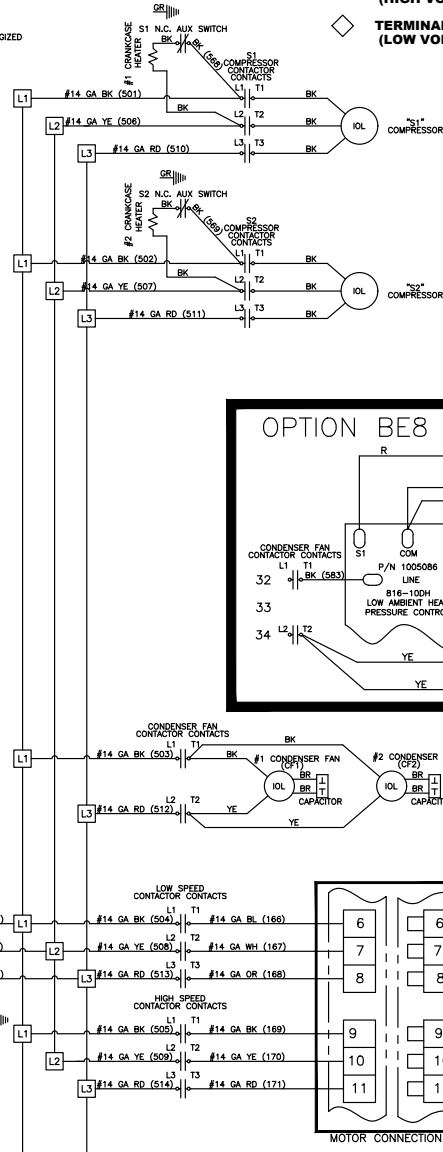 (HIGH VO
TERMINAL
(LOW VOL
GIZED
GR
S1 N.C. AUX SWITCH
BK
BK (568)
#1 CRANKCASE
HEATER
S1
COMPRESSOR
CONTACTOR
CONTACTS
L1 #14 GA BK (501) L1 T1 BK
BK
L2 #14 GA YE (506) L2 T2 BK IOL "S1"
COMPRESSOR
L3 #14 GA RD (510) L3 T3 BK
GR
S2 N.C. AUX SWITCH
BK
BK (569)
#2 CRANKCASE
HEATER
S2
COMPRESSOR
CONTACTOR
CONTACTS
L1 #14 GA BK (502) L1 T1 BK
BK
L2 #14 GA YE (507) L2 T2 BK IOL "S2"
COMPRESSOR
L3 #14 GA RD (511) L3 T3 BK
OPTION BE8
R
S1 COM
CONDENSER FAN
CONTACTOR CONTACTS
P/N 1005086
32 L1 T1 BK (583) LINE
816-10DH
33 LOW AMBIENT HEA
PRESSURE CONTRO
34 L2 T2
YE
YE
CONDENSER FAN
CONTACTOR CONTACTS
BK
L1 #14 GA BK (503) L1 T1 BK
#1 CONDENSER FAN
(CF1)
#2 CONDENSER
(CF2)
IOL BR IOL BR
BR BR
CAPACITOR CAPACIT
L3 #14 GA RD (512) L2 T2 YE
YE
LOW SPEED
CONTACTOR CONTACTS
L1 #14 GA BK (504) L1 T1 #14 GA BL (166) 6 6
L2 #14 GA YE (508) L2 T2 #14 GA WH (167) 7 7
L3 #14 GA RD (513) L3 T3 #14 GA OR (168) 8 8
HIGH SPEED
CONTACTOR CONTACTS
L1 #14 GA BK (505) L1 T1 #14 GA BK (169) 9 9
L2 #14 GA YE (509) L2 T2 #14 GA YE (170) 10 1
L3 #14 GA RD (514) L3 T3 #14 GA RD (171) 11 1
MOTOR CONNECTION